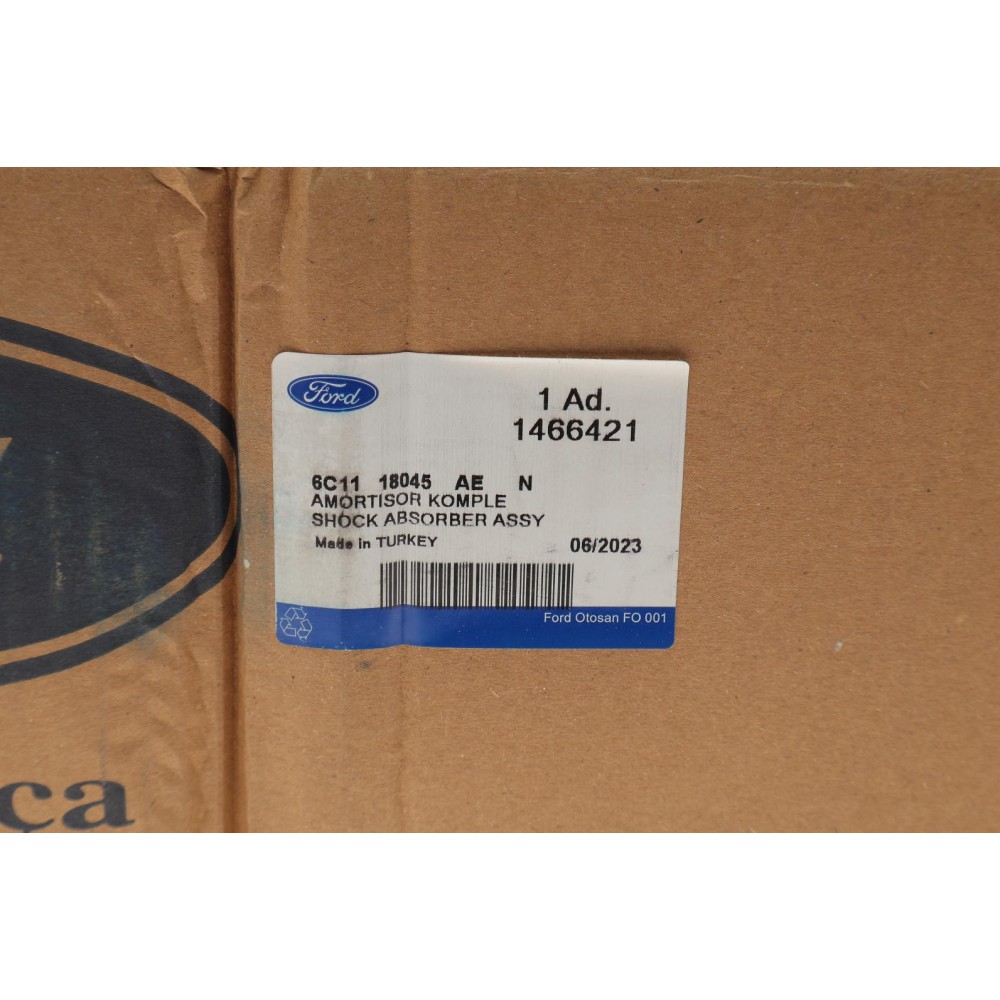 Ford
1 Ad.
1466421
6C11 18045 AE N
AMORTISOR KOMPLE
SHOCK ABSORBER ASSY
Made in TURKEY
06/2023
Ford Otosan FO 001
ça